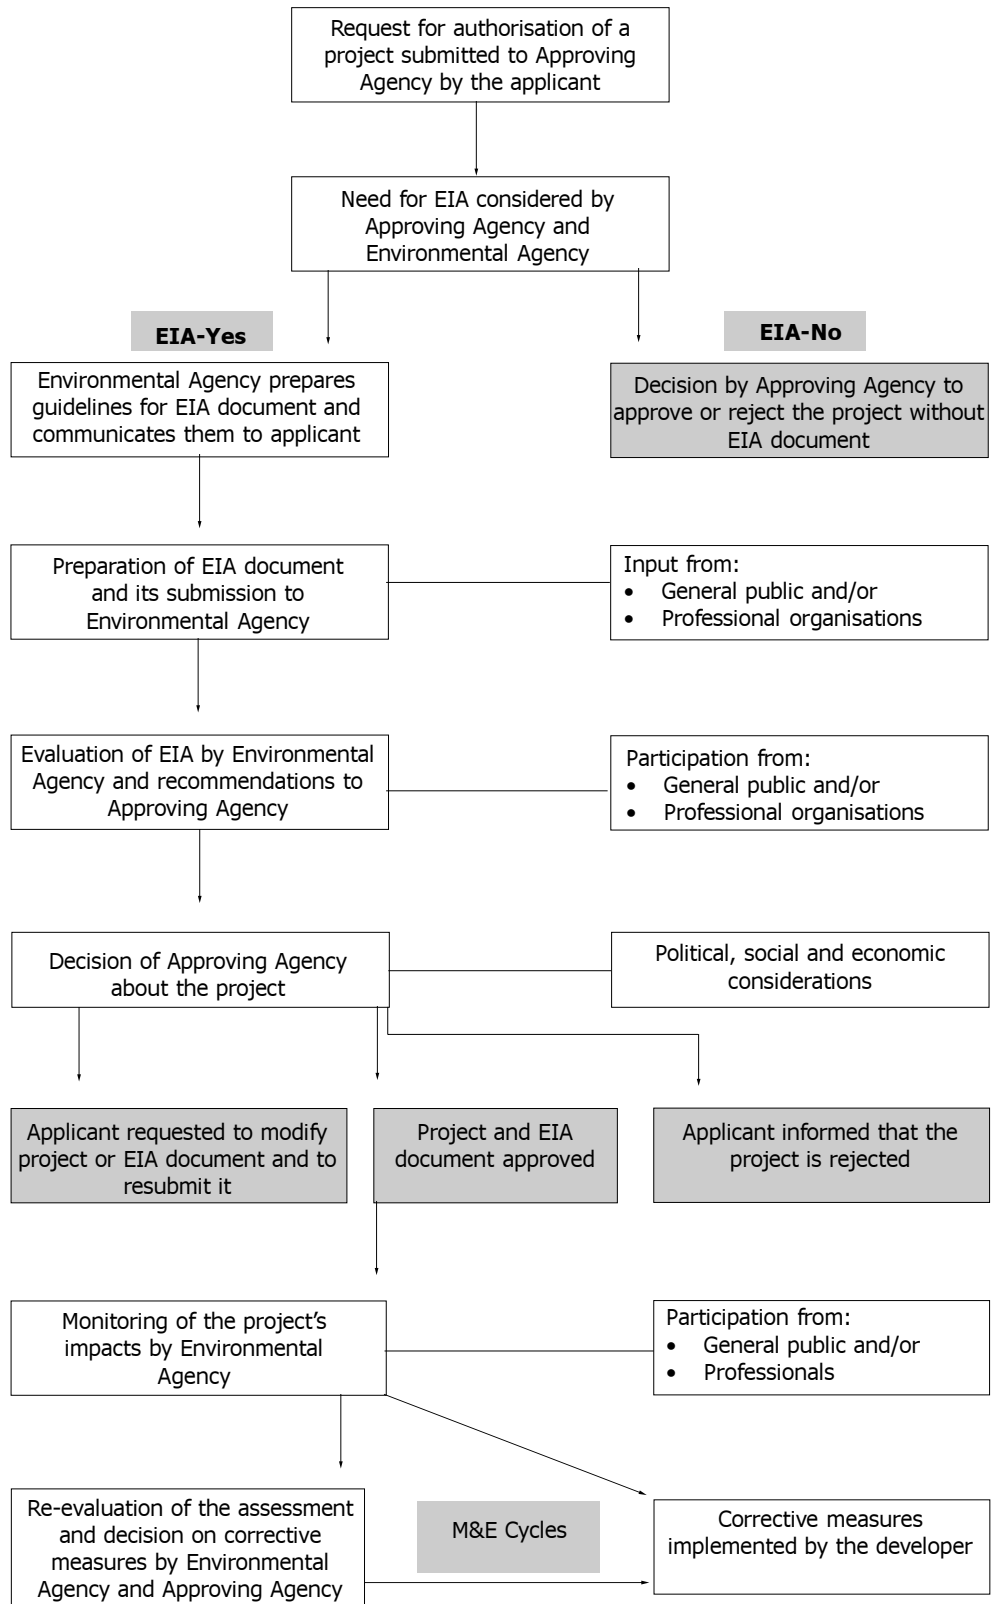 Request for authorisation of a
project submitted to Approving
Agency by the applicant
Need for EIA considered by
Approving Agency and
Environmental Agency
EIA-Yes
EIA-No
Environmental Agency prepares
guidelines for EIA document and
communicates them to applicant
Decision by Approving Agency to
approve or reject the project without
EIA document
Preparation of EIA document
and its submission to
Environmental Agency
Input from:
• General public and/or
• Professional organisations
Evaluation of EIA by Environmental
Agency and recommendations to
Approving Agency
Participation from:
• General public and/or
• Professional organisations
Decision of Approving Agency
about the project
Political, social and economic
considerations
Applicant requested to modify
project or EIA document and to
resubmit it
Project and EIA
document approved
Applicant informed that the
project is rejected
Monitoring of the project’s
impacts by Environmental
Agency
Participation from:
• General public and/or
• Professionals
Re-evaluation of the assessment
and decision on corrective
measures by Environmental
Agency and Approving Agency
M&E Cycles
Corrective measures
implemented by the developer